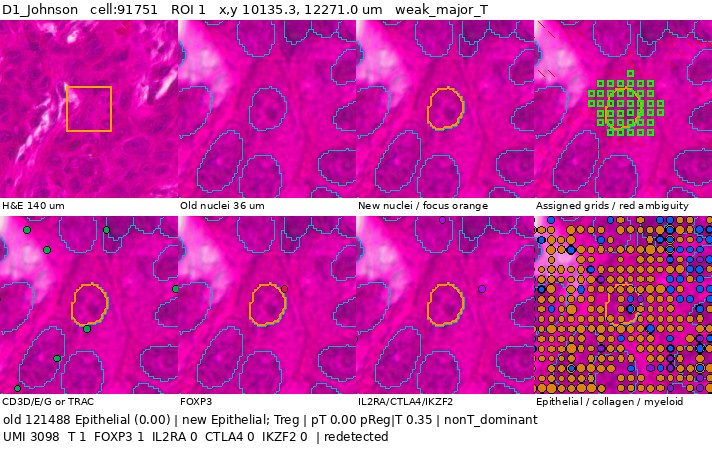 D1_Johnson   cell:91751   ROI 1   x,y 10135.3, 12271.0 um   weak_major_T
H&E 140 um   Old nuclei 36 um   New nuclei / focus orange   Assigned grids / red ambiguity
CD3D/E/G or TRAC   FOXP3   IL2RA/CTLA4/IKZF2   Epithelial / collagen / myeloid
old 121488 Epithelial (0.00) | new Epithelial; Treg | pT 0.00 pReg|T 0.35 | nonT_dominant
UMI 3098  T 1  FOXP3 1  IL2RA 0  CTLA4 0  IKZF2 0  | redetected